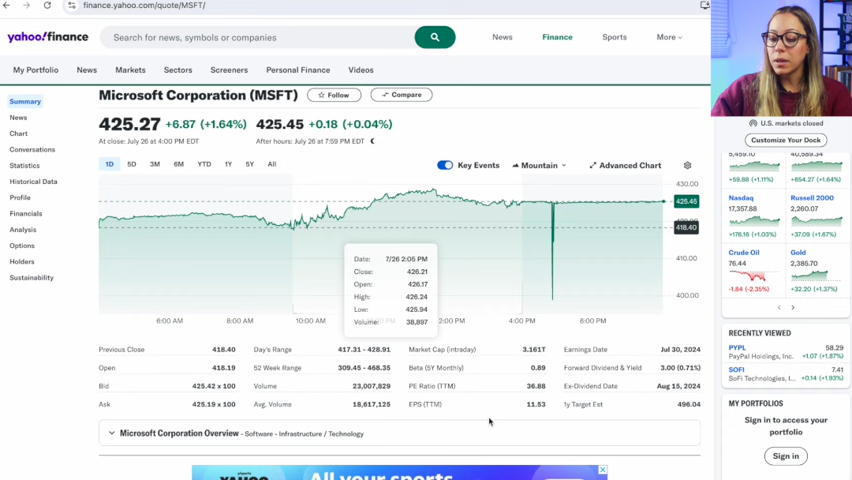 finance.yahoo.com/quote/MSFT/
yahoo!finance
Search for news, symbols or companies
News Finance Sports More
My Portfolio News Markets Sectors Screeners Personal Finance Videos
Summary
News
Chart
Conversations
Statistics
Historical Data
Profile
Financials
Analysis
Options
Holders
Sustainability
Microsoft Corporation (MSFT) Follow Compare
425.27 +6.87 (+1.64%) 425.45 +0.18 (+0.04%)
At close: July 26 at 4:00 PM EDT After hours: July 26 at 7:59 PM EDT
1D 5D 3M 6M YTD 1Y 5Y All Key Events Mountain Advanced Chart
430.00
425.45
418.40
410.00
400.00
Date: 7/26 2:05 PM
Close: 426.21
Open: 426.17
High: 426.24
Low: 425.94
Volume: 38,897
6:00 AM 8:00 AM 10:00 AM 2:00 PM 4:00 PM 6:00 PM
Previous Close 418.40 Day's Range 417.31 - 428.91 Market Cap (intraday) 3.161T Earnings Date Jul 30, 2024
Open 418.19 52 Week Range 309.45 - 468.35 Beta (5Y Monthly) 0.89 Forward Dividend & Yield 3.00 (0.71%)
Bid 425.42 x 100 Volume 23,007,829 PE Ratio (TTM) 36.88 Ex-Dividend Date Aug 15, 2024
Ask 425.19 x 100 Avg. Volume 18,617,125 EPS (TTM) 11.53 1y Target Est 496.04
Microsoft Corporation Overview - Software - Infrastructure / Technology
All your sports
U.S. markets closed
Customize Your Dock
5,459.10 40,589.34
+59.88 (+1.11%) +654.27 (+1.64%)
Nasdaq Russell 2000
17,357.88 2,260.07
+176.16 (+1.03%) +37.09 (+1.67%)
Crude Oil Gold
76.44 2,385.70
-1.84 (-2.35%) +32.20 (+1.37%)
RECENTLY VIEWED
PYPL 58.29
PayPal Holdings, Inc. +1.07 (+1.87%)
SOFI 7.41
SoFi Technologies, I... +0.14 (+1.93%)
MY PORTFOLIOS
Sign in to access your
portfolio
Sign in